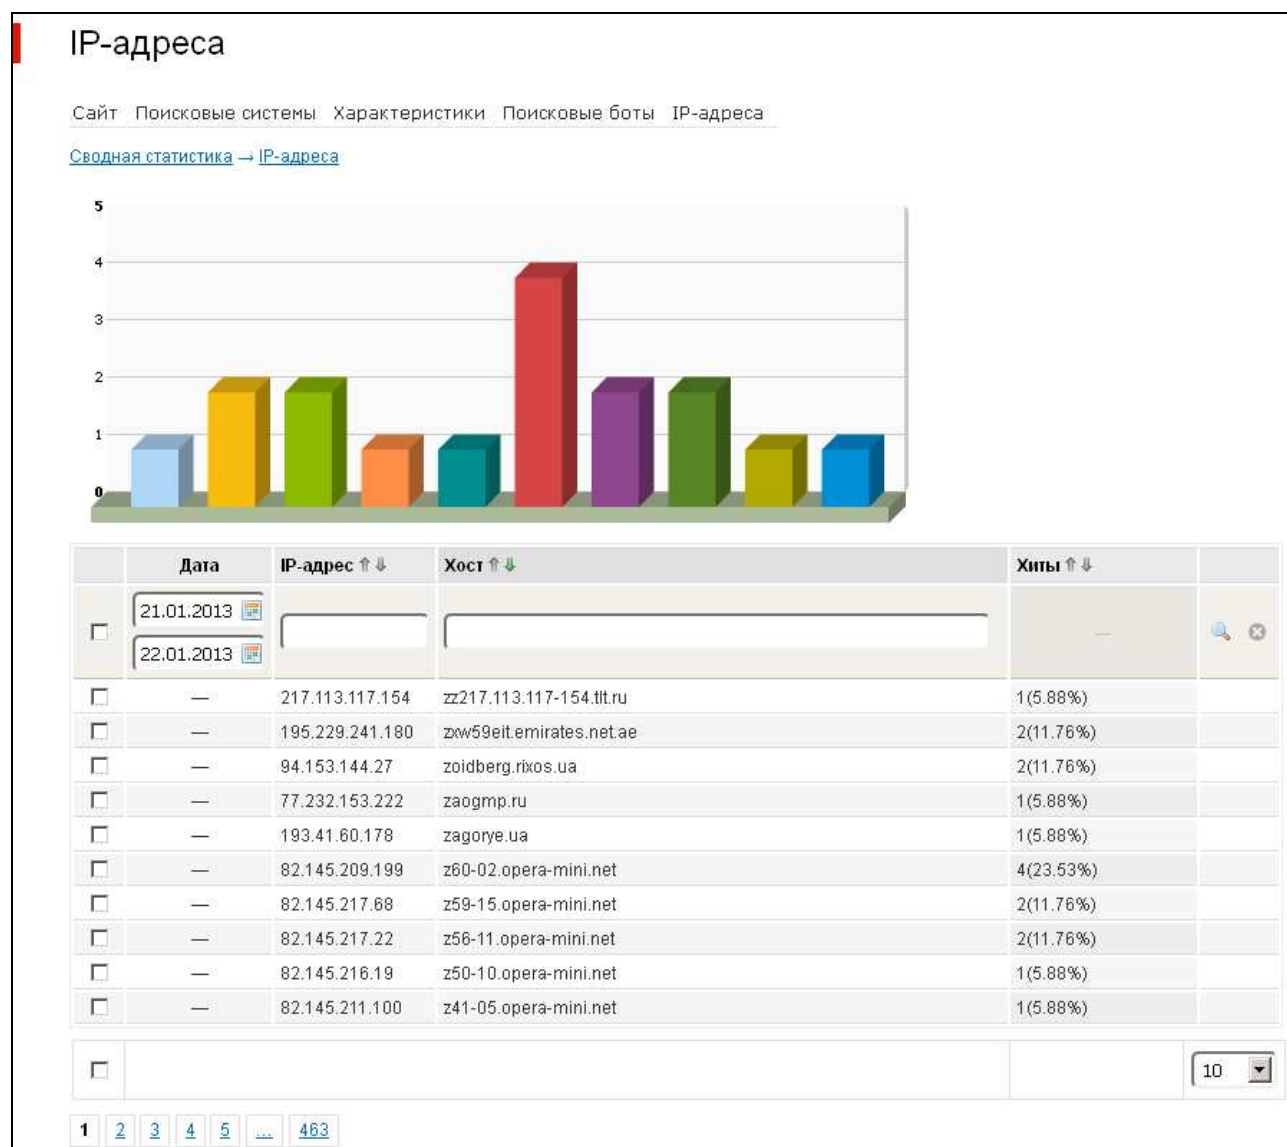 IP-адреса
Сайт Поисковые системы Характеристики Поисковые боты IP-адреса
Сводная статистика → IP-адреса
5
4
3
2
1
0
Дата IP-адрес ⇑ ⇓ Хост ⇑ ⇓ Хиты ⇑ ⇓
21.01.2013
22.01.2013
—
— 217.113.117.154 zz217.113.117-154.tlt.ru 1(5.88%)
— 195.229.241.180 zxw59eit.emirates.net.ae 2(11.76%)
— 94.153.144.27 zoidberg.rixos.ua 2(11.76%)
— 77.232.153.222 zaogmp.ru 1(5.88%)
— 193.41.60.178 zagorye.ua 1(5.88%)
— 82.145.209.199 z60-02.opera-mini.net 4(23.53%)
— 82.145.217.68 z59-15.opera-mini.net 2(11.76%)
— 82.145.217.22 z56-11.opera-mini.net 2(11.76%)
— 82.145.216.19 z50-10.opera-mini.net 1(5.88%)
— 82.145.211.100 z41-05.opera-mini.net 1(5.88%)
10
1 2 3 4 5 ... 463